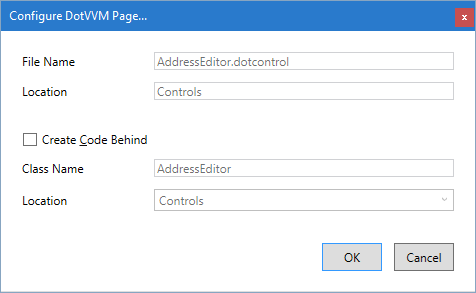 Configure DotVVM Page...
File Name AddressEditor.dotcontrol
Location Controls
Create Code Behind
Class Name AddressEditor
Location Controls
OK Cancel